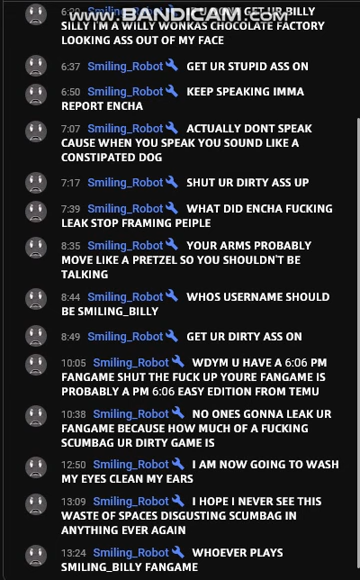 www.BANDICAM.com
SILLY I'M A WILLY WONKAS CHOCOLATE FACTORY
LOOKING ASS OUT OF MY FACE
6:37 Smiling_Robot GET UR STUPID ASS ON
6:50 Smiling_Robot KEEP SPEAKING IMMA
REPORT ENCHA
7:07 Smiling_Robot ACTUALLY DONT SPEAK
CAUSE WHEN YOU SPEAK YOU SOUND LIKE A
CONSTIPATED DOG
7:17 Smiling_Robot SHUT UR DIRTY ASS UP
7:39 Smiling_Robot WHAT DID ENCHA FUCKING
LEAK STOP FRAMING PEIPLE
8:35 Smiling_Robot YOUR ARMS PROBABLY
MOVE LIKE A PRETZEL SO YOU SHOULDN'T BE
TALKING
8:44 Smiling_Robot WHOS USERNAME SHOULD
BE SMILING_BILLY
8:49 Smiling_Robot GET UR DIRTY ASS ON
10:05 Smiling_Robot WDYM U HAVE A 6:06 PM
FANGAME SHUT THE FUCK UP YOURE FANGAME IS
PROBABLY A PM 6:06 EASY EDITION FROM TEMU
10:38 Smiling_Robot NO ONES GONNA LEAK UR
FANGAME BECAUSE HOW MUCH OF A FUCKING
SCUMBAG UR DIRTY GAME IS
12:50 Smiling_Robot I AM NOW GOING TO WASH
MY EYES CLEAN MY EARS
13:09 Smiling_Robot I HOPE I NEVER SEE THIS
WASTE OF SPACES DISGUSTING SCUMBAG IN
ANYTHING EVER AGAIN
13:24 Smiling_Robot WHOEVER PLAYS
SMILING_BILLY FANGAME